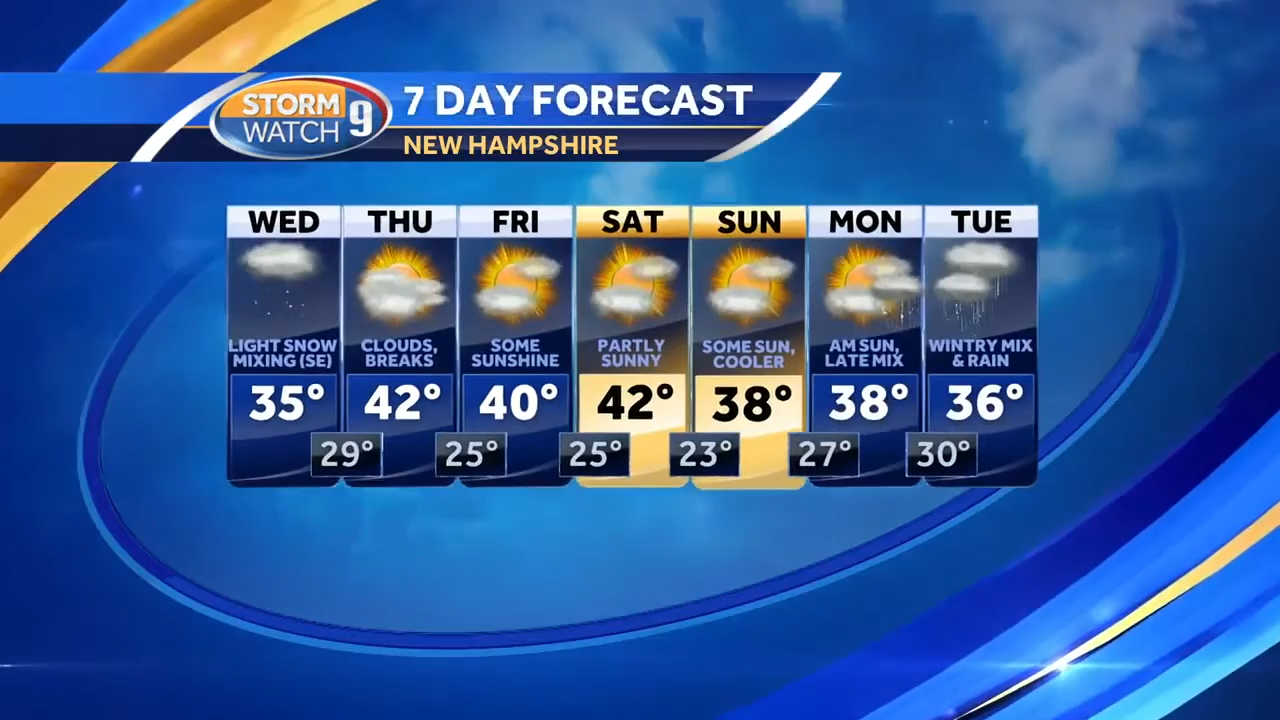 STORM
WATCH 9
7 DAY FORECAST
NEW HAMPSHIRE
WED THU FRI SAT SUN MON TUE
LIGHT SNOW CLOUDS, SOME PARTLY SOME SUN, AM SUN, WINTRY MIX
MIXING (SE) BREAKS SUNSHINE SUNNY COOLER LATE MIX & RAIN
35° 42° 40° 42° 38° 38° 36°
29° 25° 25° 23° 27° 30°